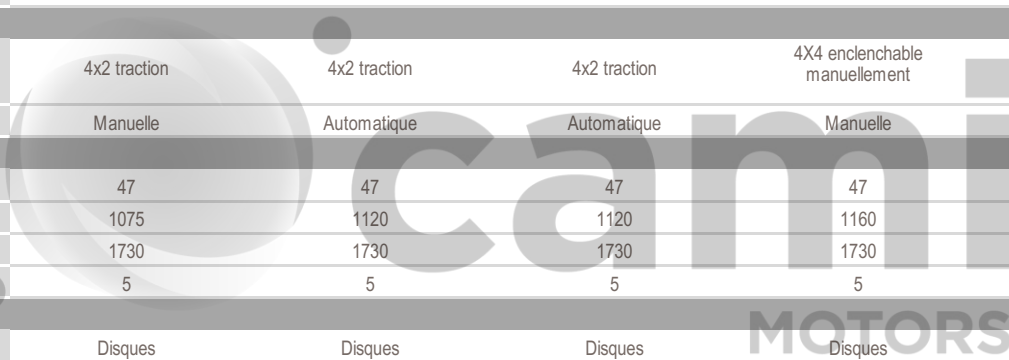 4x2 traction 4x2 traction 4x2 traction 4X4 enclenchable
manuellement
Manuelle Automatique Automatique Manuelle
47 47 47 47
1075 1120 1120 1160
1730 1730 1730 1730
5 5 5 5
Disques Disques Disques Disques
cami
MOTORS